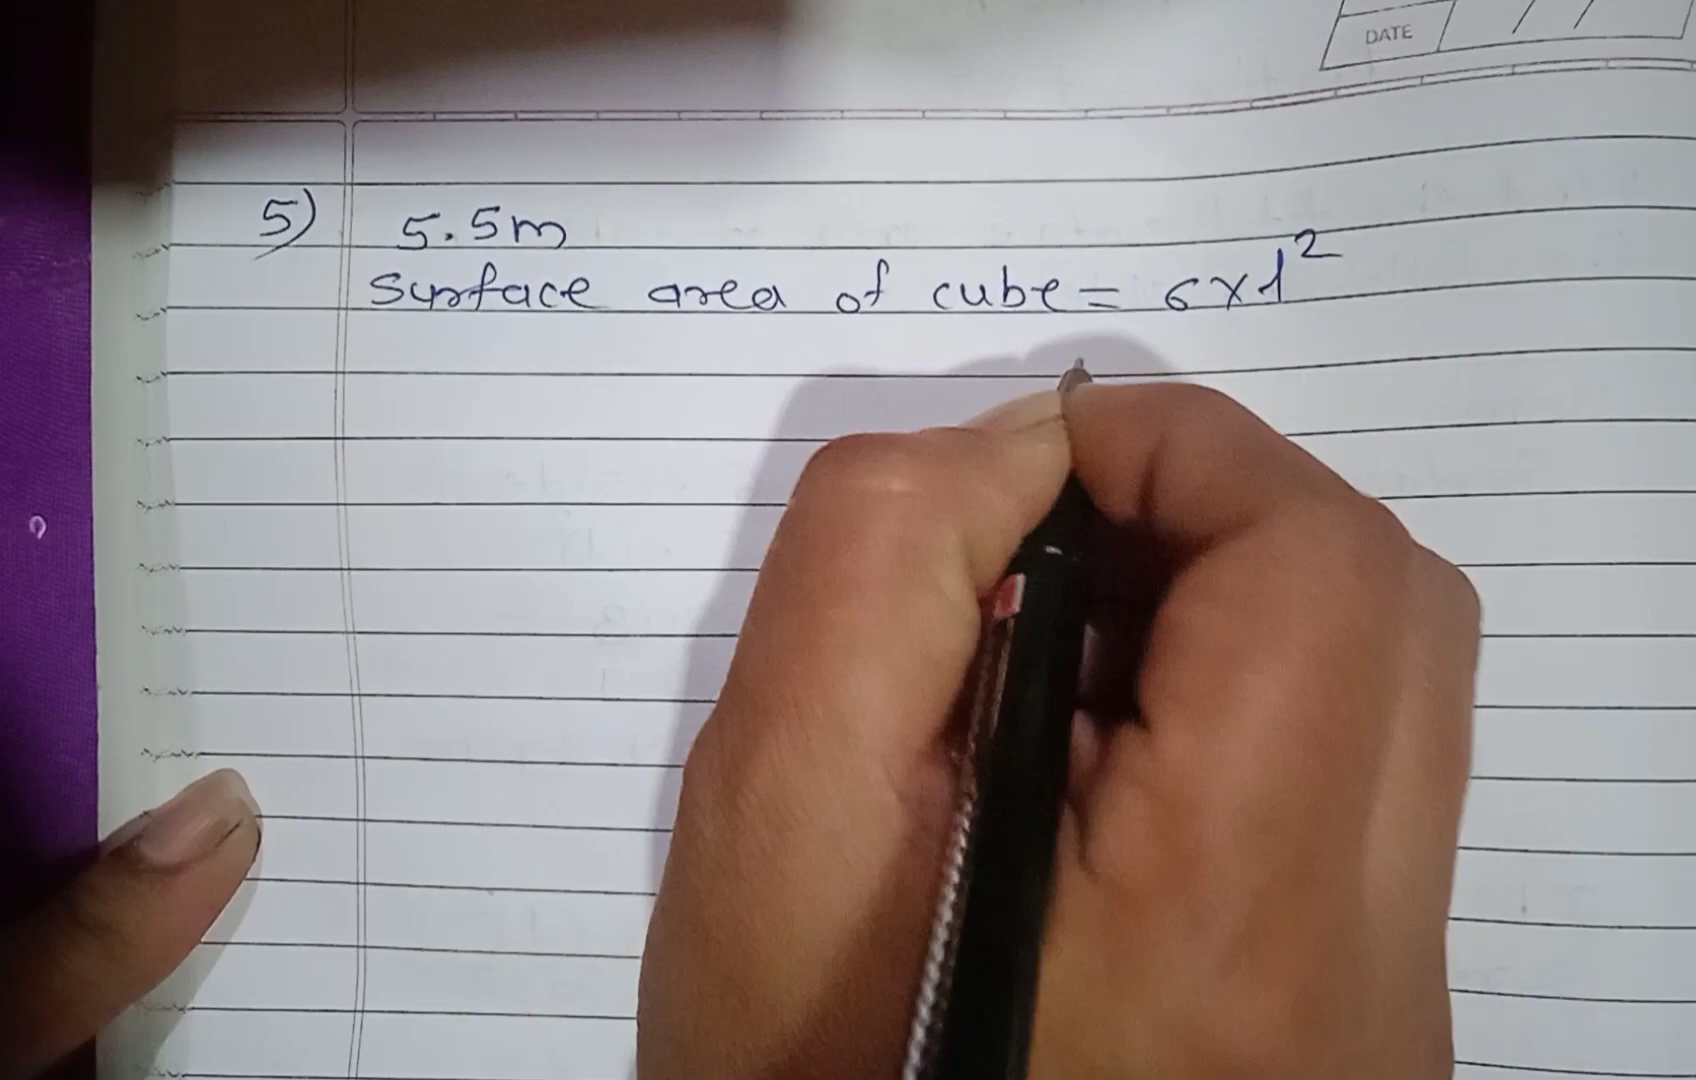 DATE / /
5) 5.5m
Surface area of cube = 6×l²